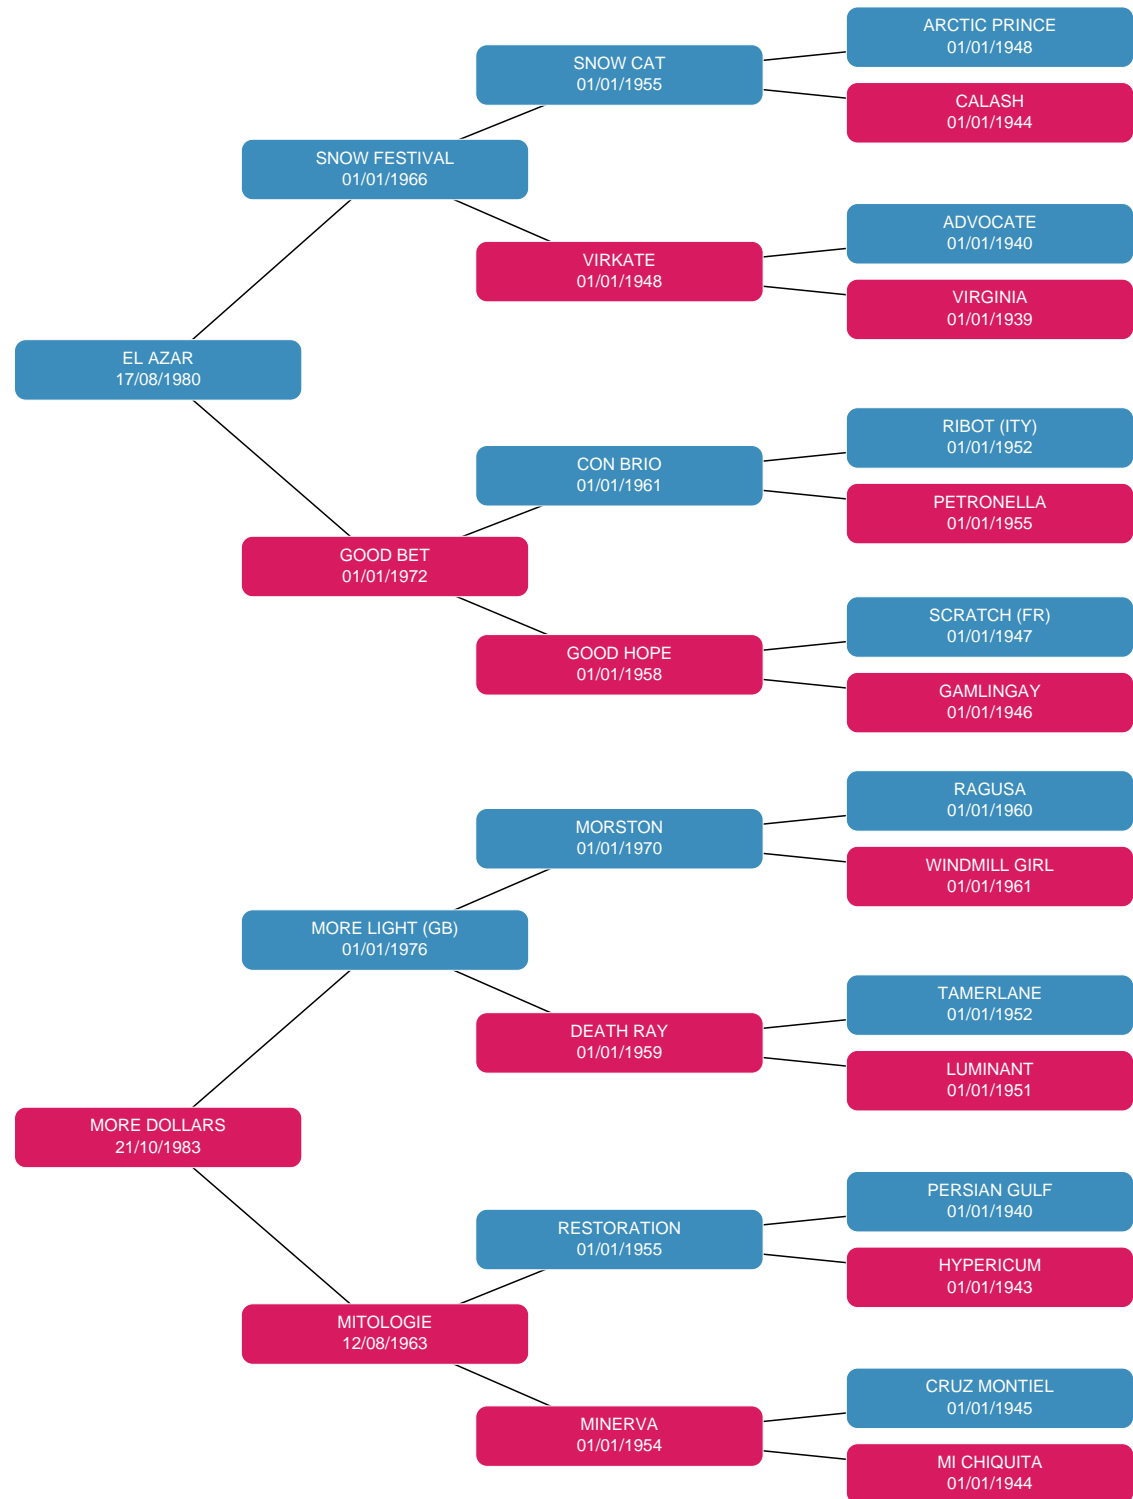 ARCTIC PRINCE
01/01/1948
SNOW CAT
01/01/1955
CALASH
01/01/1944
SNOW FESTIVAL
01/01/1966
ADVOCATE
01/01/1940
VIRKATE
01/01/1948
VIRGINIA
01/01/1939
EL AZAR
17/08/1980
RIBOT (ITY)
01/01/1952
CON BRIO
01/01/1961
PETRONELLA
01/01/1955
GOOD BET
01/01/1972
SCRATCH (FR)
01/01/1947
GOOD HOPE
01/01/1958
GAMLINGAY
01/01/1946
RAGUSA
01/01/1960
MORSTON
01/01/1970
WINDMILL GIRL
01/01/1961
MORE LIGHT (GB)
01/01/1976
TAMERLANE
01/01/1952
DEATH RAY
01/01/1959
LUMINANT
01/01/1951
MORE DOLLARS
21/10/1983
PERSIAN GULF
01/01/1940
RESTORATION
01/01/1955
HYPERICUM
01/01/1943
MITOLOGIE
12/08/1963
CRUZ MONTIEL
01/01/1945
MINERVA
01/01/1954
MI CHIQUITA
01/01/1944